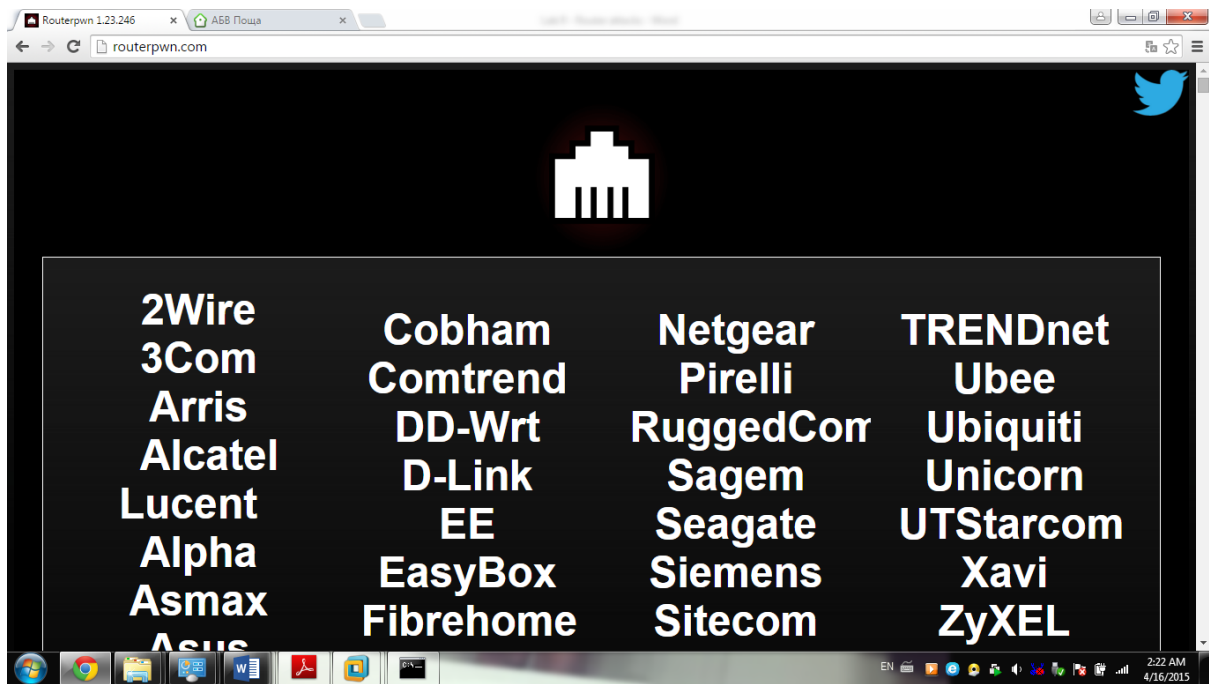 Routerpwn 1.23.246
АБВ Поща
routerpwn.com
2Wire
3Com
Arris
Alcatel
Lucent
Alpha
Asmax
Asus
Cobham
Comtrend
DD-Wrt
D-Link
EE
EasyBox
Fibrehome
Netgear
Pirelli
RuggedCom
Sagem
Seagate
Siemens
Sitecom
TRENDnet
Ubee
Ubiquiti
Unicorn
UTStarcom
Xavi
ZyXEL
EN
2:22 AM
4/16/2015